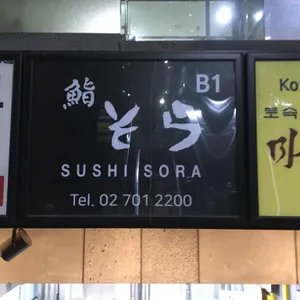 B1
鮨 そら
SUSHI SORA
Tel. 02 701 2200